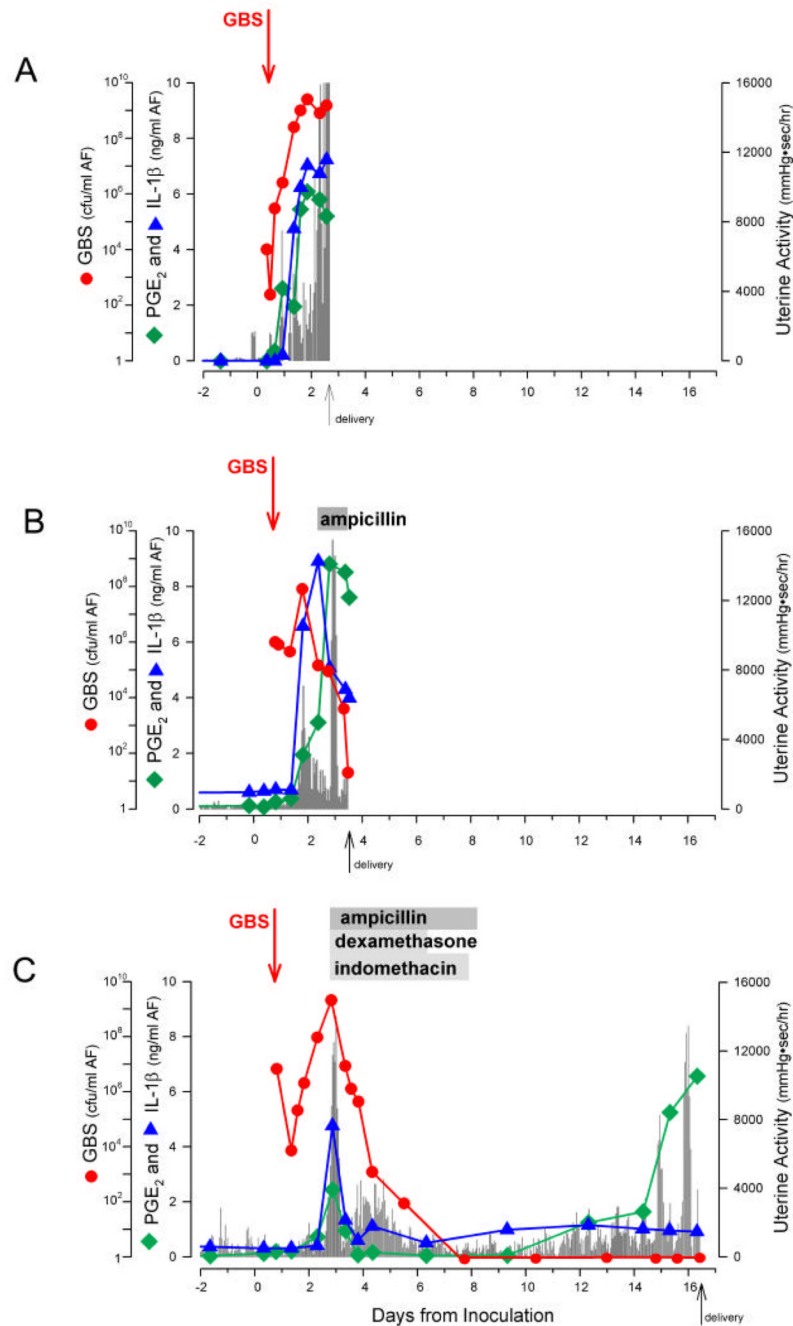 GBS
A
GBS (cfu/ml AF)
10^10
10^8
10^6
10^4
10^2
1
PGE₂ and IL-1β (ng/ml AF)
10
8
6
4
2
0
16000
12000
8000
4000
0
Uterine Activity (mmHg•sec/hr)
-2 0 2 4 6 8 10 12 14 16
delivery
GBS
B
ampicillin
GBS (cfu/ml AF)
10^10
10^8
10^6
10^4
10^2
1
PGE₂ and IL-1β (ng/ml AF)
10
8
6
4
2
0
16000
12000
8000
4000
0
Uterine Activity (mmHg•sec/hr)
-2 0 2 4 6 8 10 12 14 16
delivery
GBS
ampicillin
dexamethasone
indomethacin
C
GBS (cfu/ml AF)
10^10
10^8
10^6
10^4
10^2
1
PGE₂ and IL-1β (ng/ml AF)
10
8
6
4
2
0
16000
12000
8000
4000
0
Uterine Activity (mmHg•sec/hr)
-2 0 2 4 6 8 10 12 14 16
Days from Inoculation
delivery